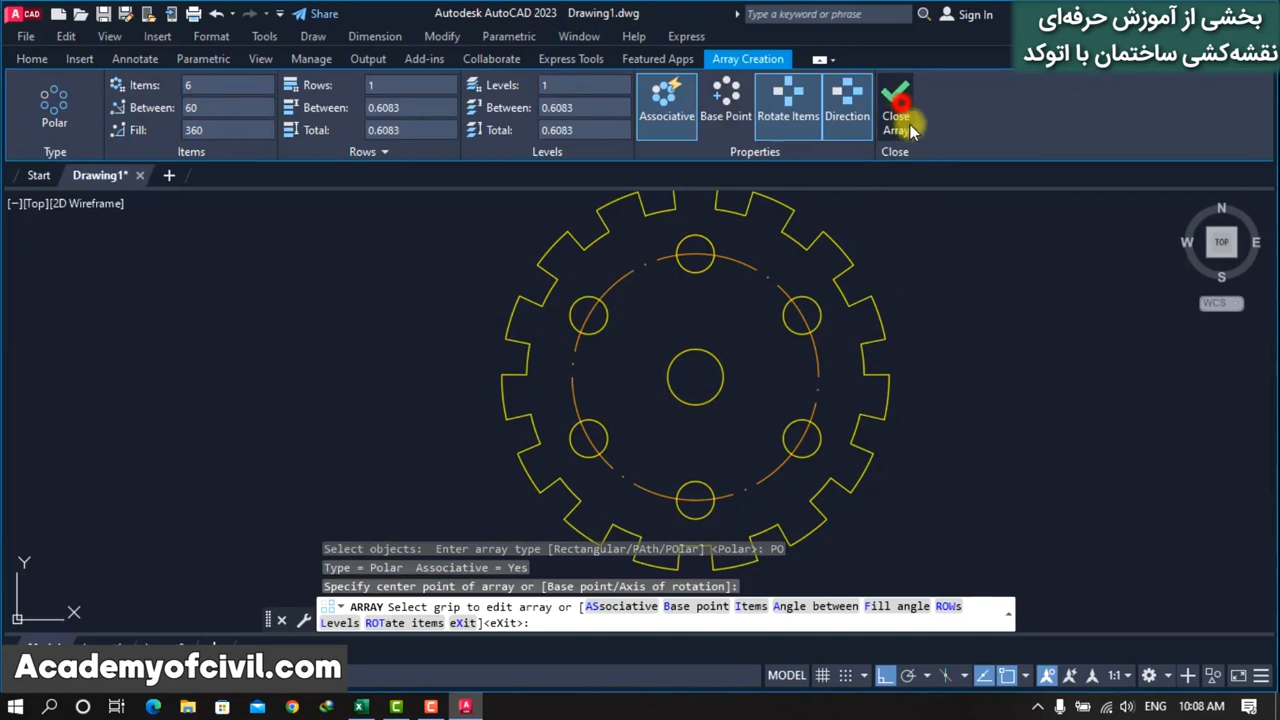 CAD
Share
Autodesk AutoCAD 2023 Drawing1.dwg
Type a keyword or phrase
Sign In
بخشی از آموزش حرفه‌ای
نقشه‌کشی ساختمان با اتوکد
File Edit View Insert Format Tools Draw Dimension Modify Parametric Window Help Express
Home Insert Annotate Parametric View Manage Output Add-ins Collaborate Express Tools Featured Apps Array Creation
Polar
Items: 6
Between: 60
Fill: 360
Rows: 1
Between: 0.6083
Total: 0.6083
Levels: 1
Between: 0.6083
Total: 0.6083
Associative Base Point Rotate Items Direction
Close
Array
Type Items Rows Levels Properties Close
Start Drawing1*
[−][Top][2D Wireframe]
N
W TOP E
S
WCS
Select objects: Enter array type [Rectangular/PAth/POlar] <Polar>: PO
Type = Polar Associative = Yes
Specify center point of array or [Base point/Axis of rotation]:
ARRAY Select grip to edit array or [ASsociative Base point Items Angle between Fill angle ROWs
Levels ROTate items eXit]<eXit>:
Y
X
Academyofcivil.com
MODEL
1:1
ENG 10:08 AM